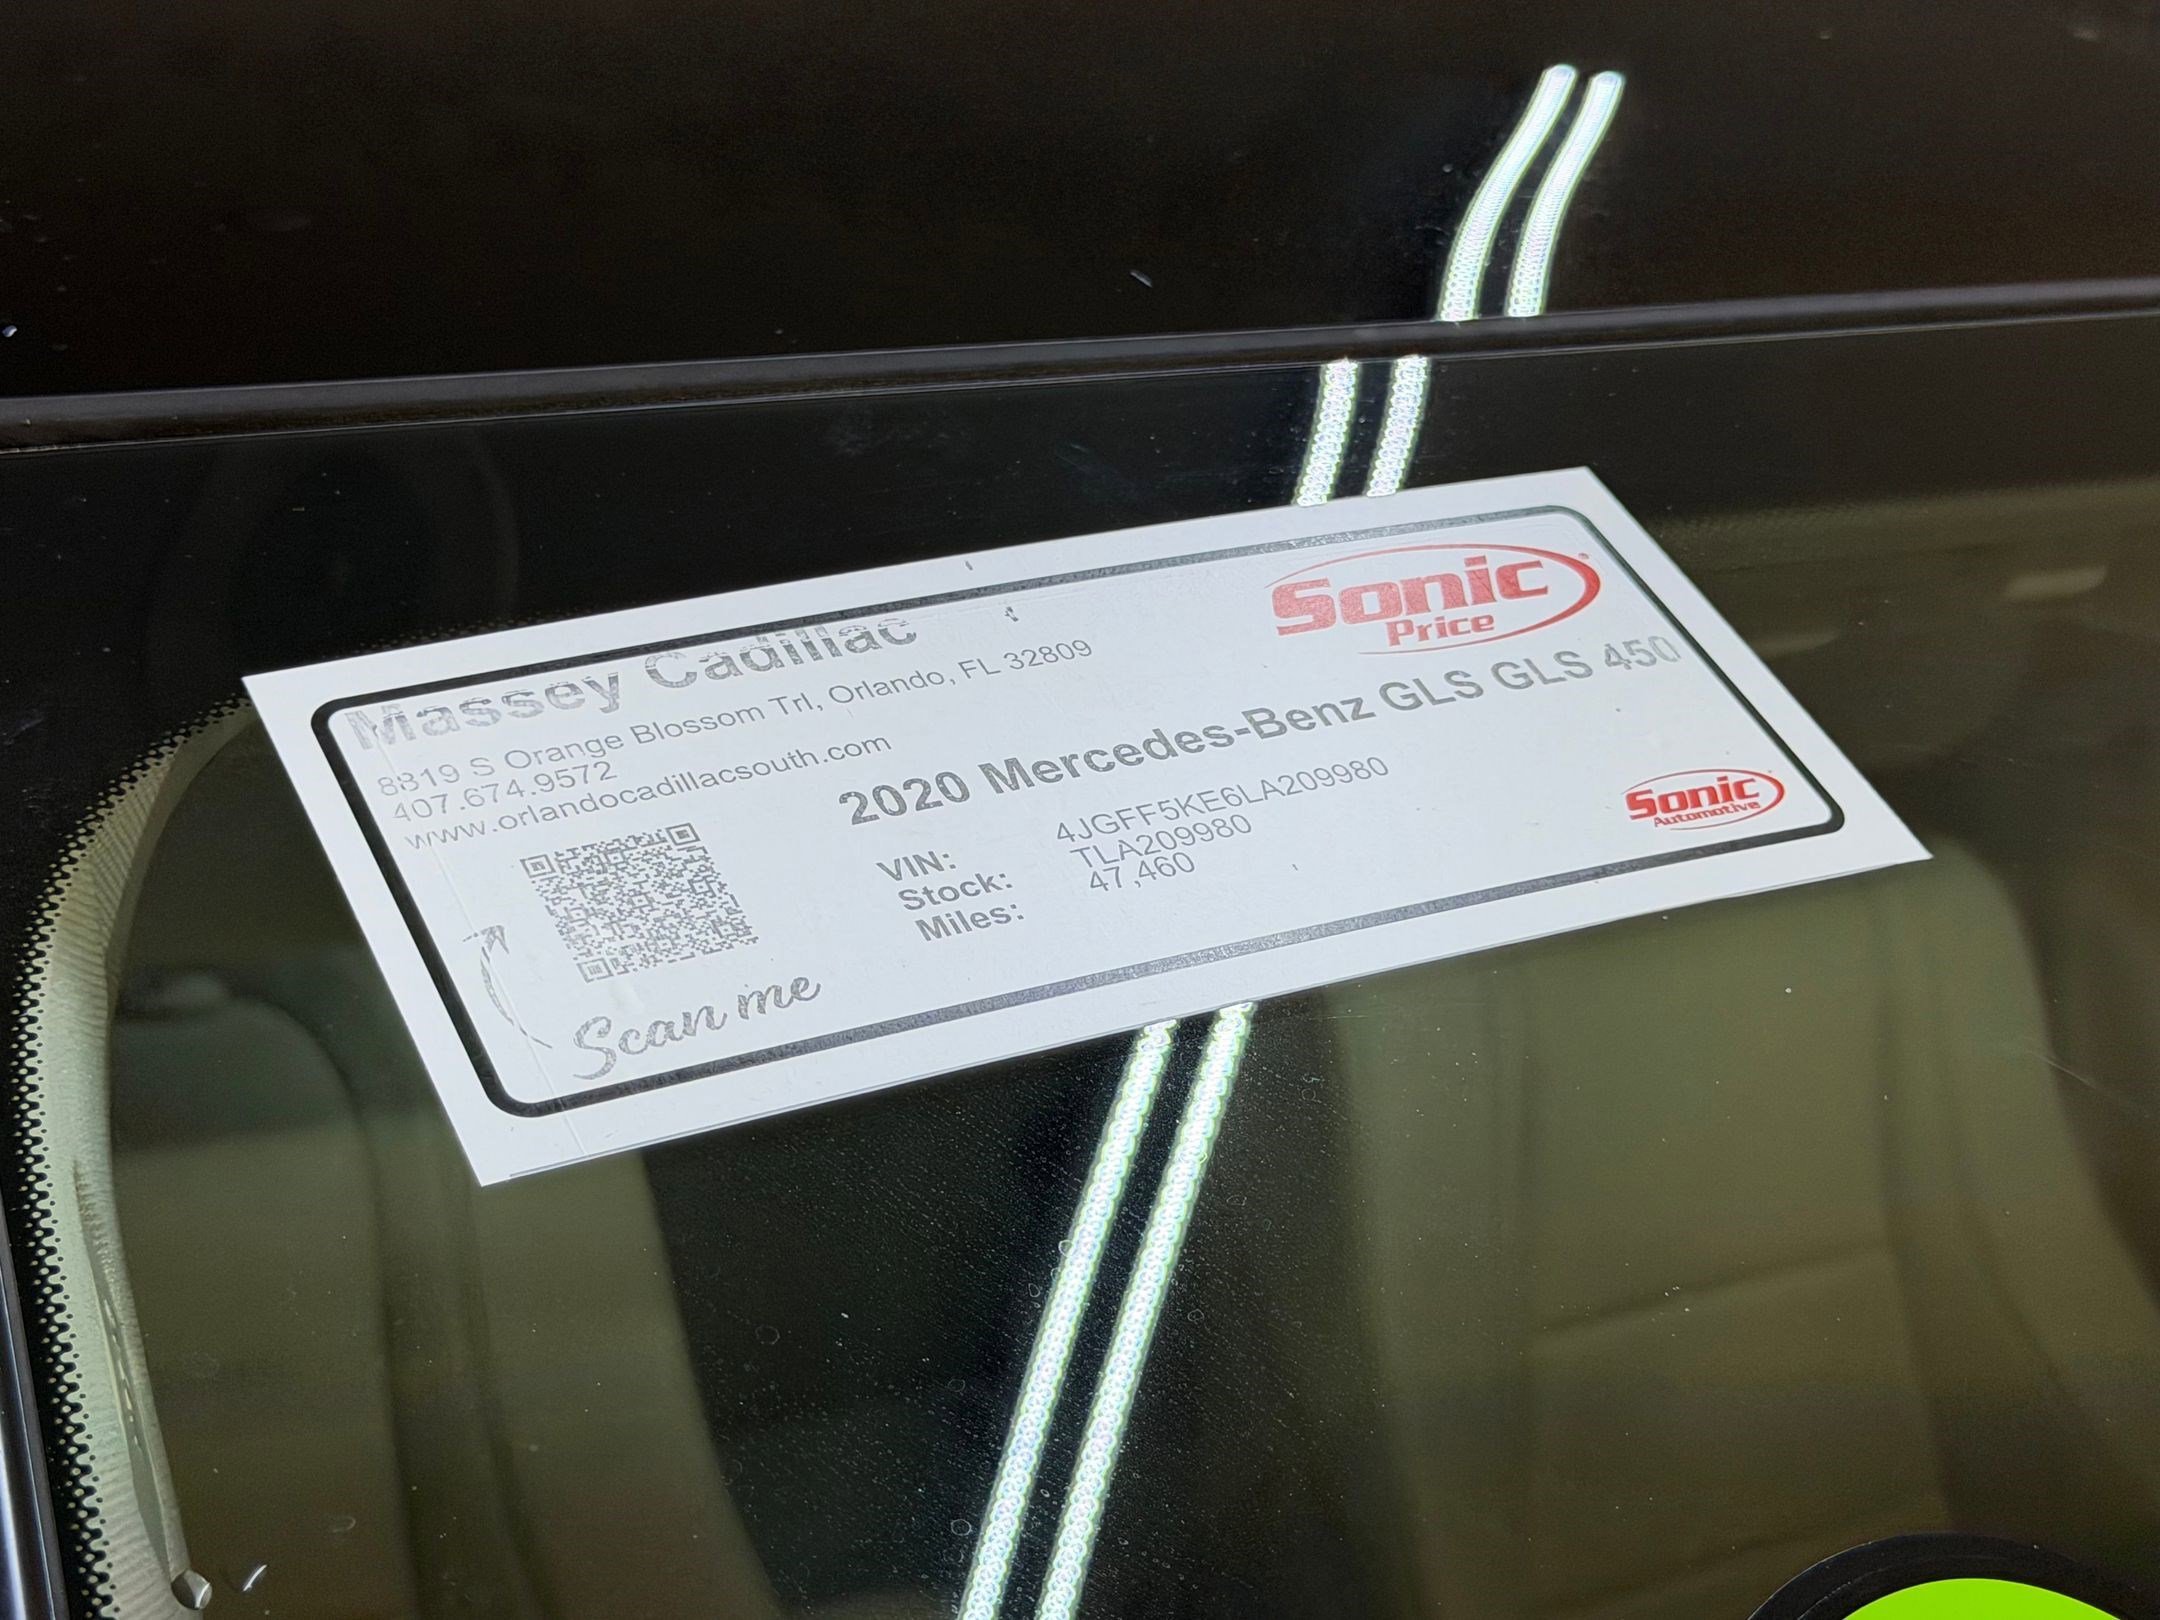 Massey Cadillac
8819 S Orange Blossom Trl, Orlando, FL 32809
407.674.9572
www.orlandocadillacsouth.com
Sonic
Price
2020 Mercedes-Benz GLS GLS 450
VIN: 4JGFF5KE6LA209980
Stock: TLA209980
Miles: 47,460
Scan me
Sonic
Automotive